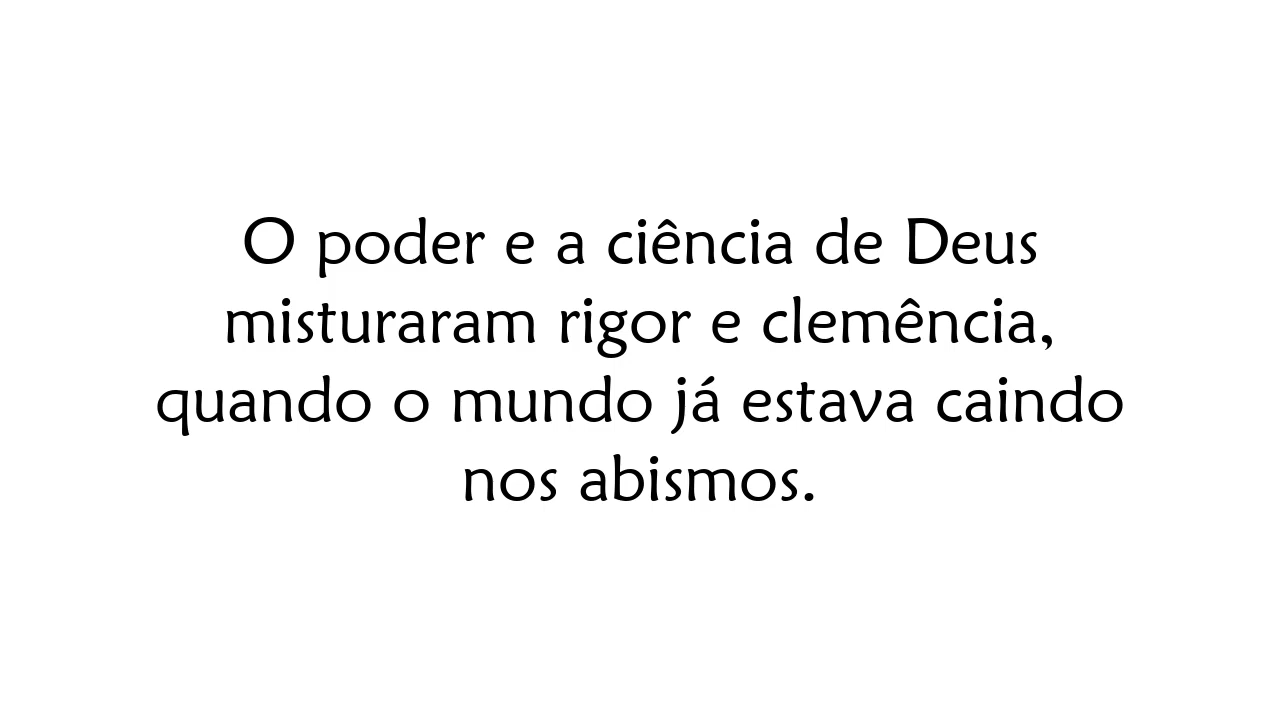 O poder e a ciência de Deus
misturaram rigor e clemência,
quando o mundo já estava caindo
nos abismos.